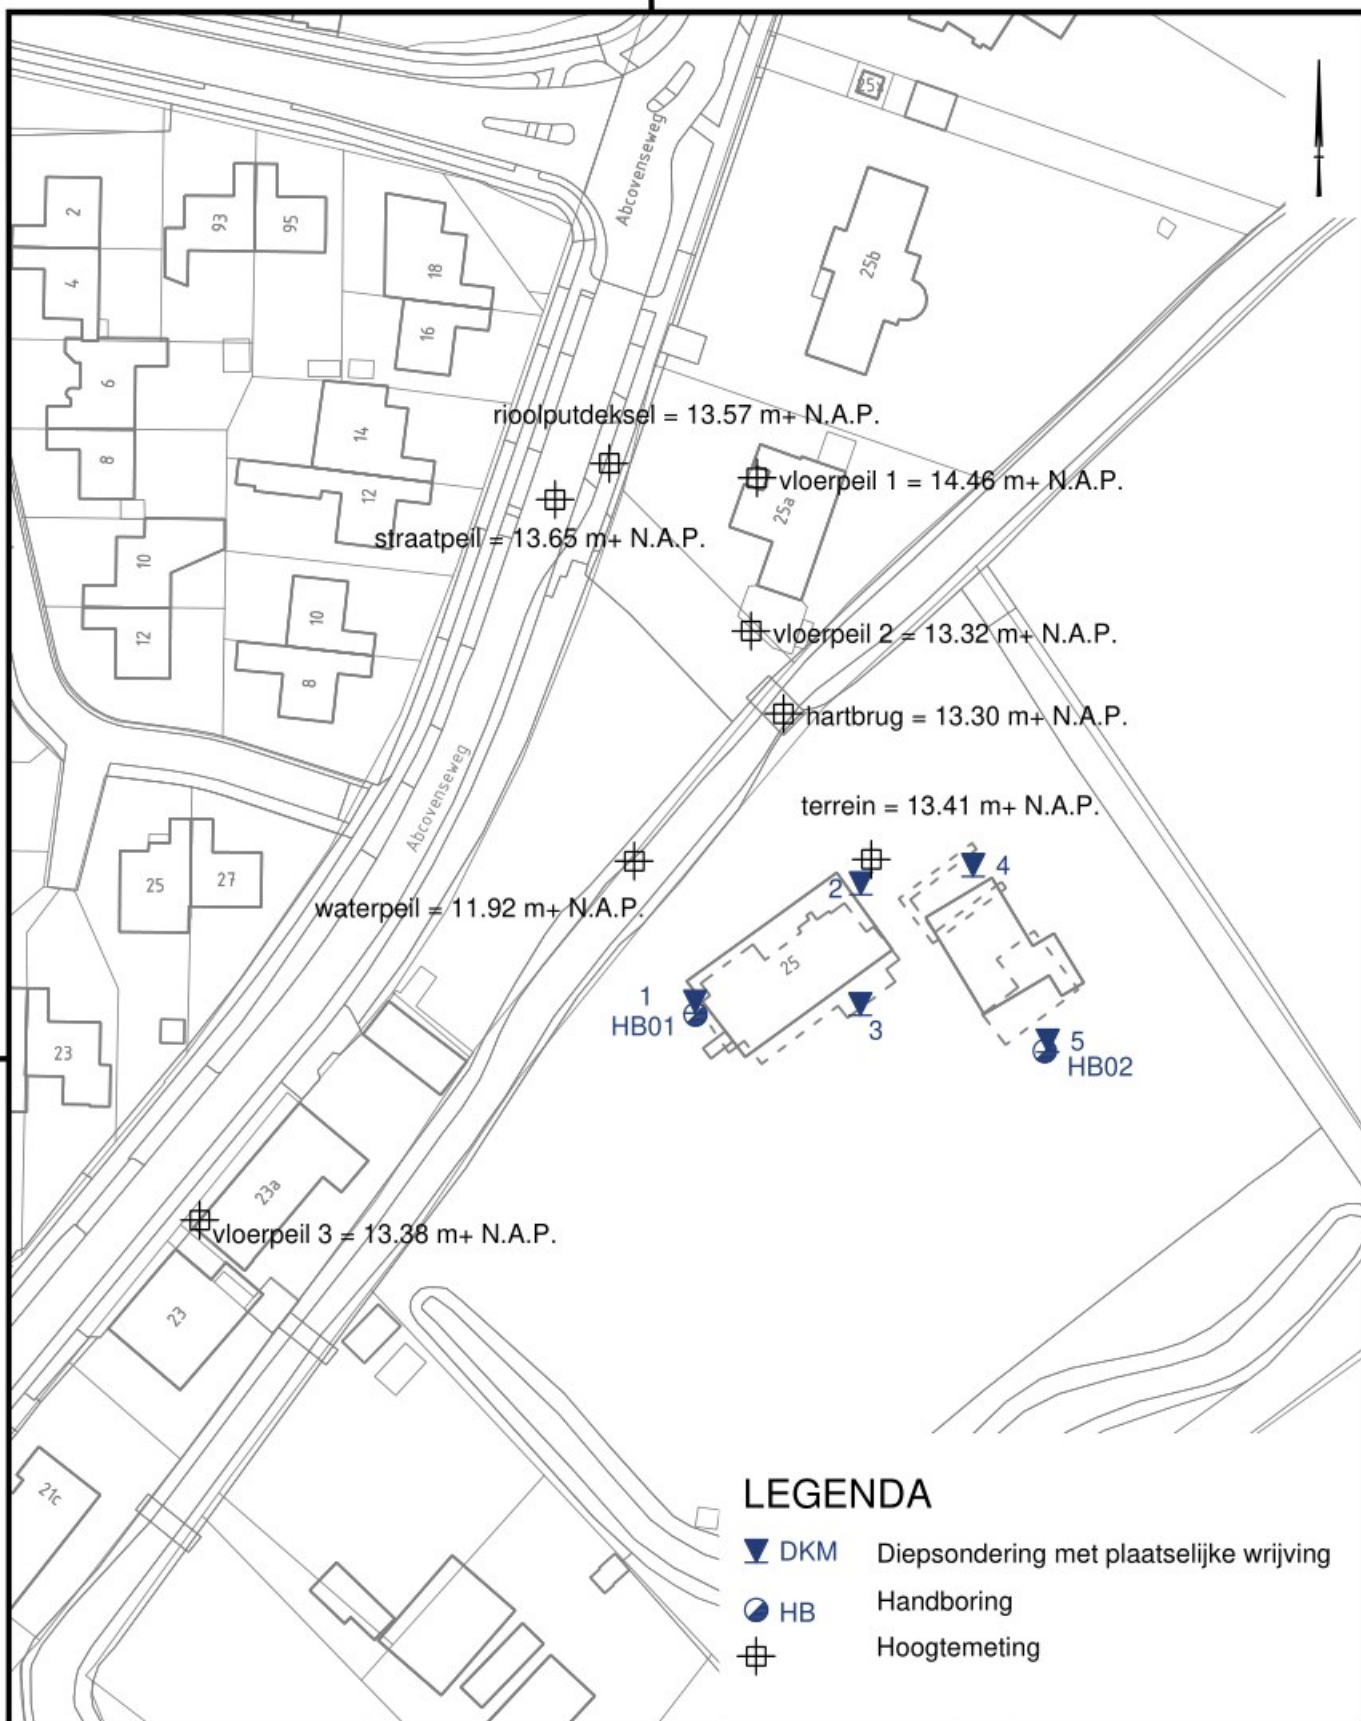 25c
Abcovenseweg
2
93
95
4
18
25b
16
6
14
8
12
rioolputdeksel = 13.57 m+ N.A.P.
vloerpeil 1 = 14.46 m+ N.A.P.
25a
straatpeil = 13.65 m+ N.A.P.
10
10
12
8
vloerpeil 2 = 13.32 m+ N.A.P.
hartbrug = 13.30 m+ N.A.P.
Abcovenseweg
terrein = 13.41 m+ N.A.P.
25
27
2
4
waterpeil = 11.92 m+ N.A.P.
25
1
HB01
3
5
HB02
23
23a
vloerpeil 3 = 13.38 m+ N.A.P.
23
21c
LEGENDA
DKM Diepsondering met plaatselijke wrijving
HB Handboring
Hoogtemeting